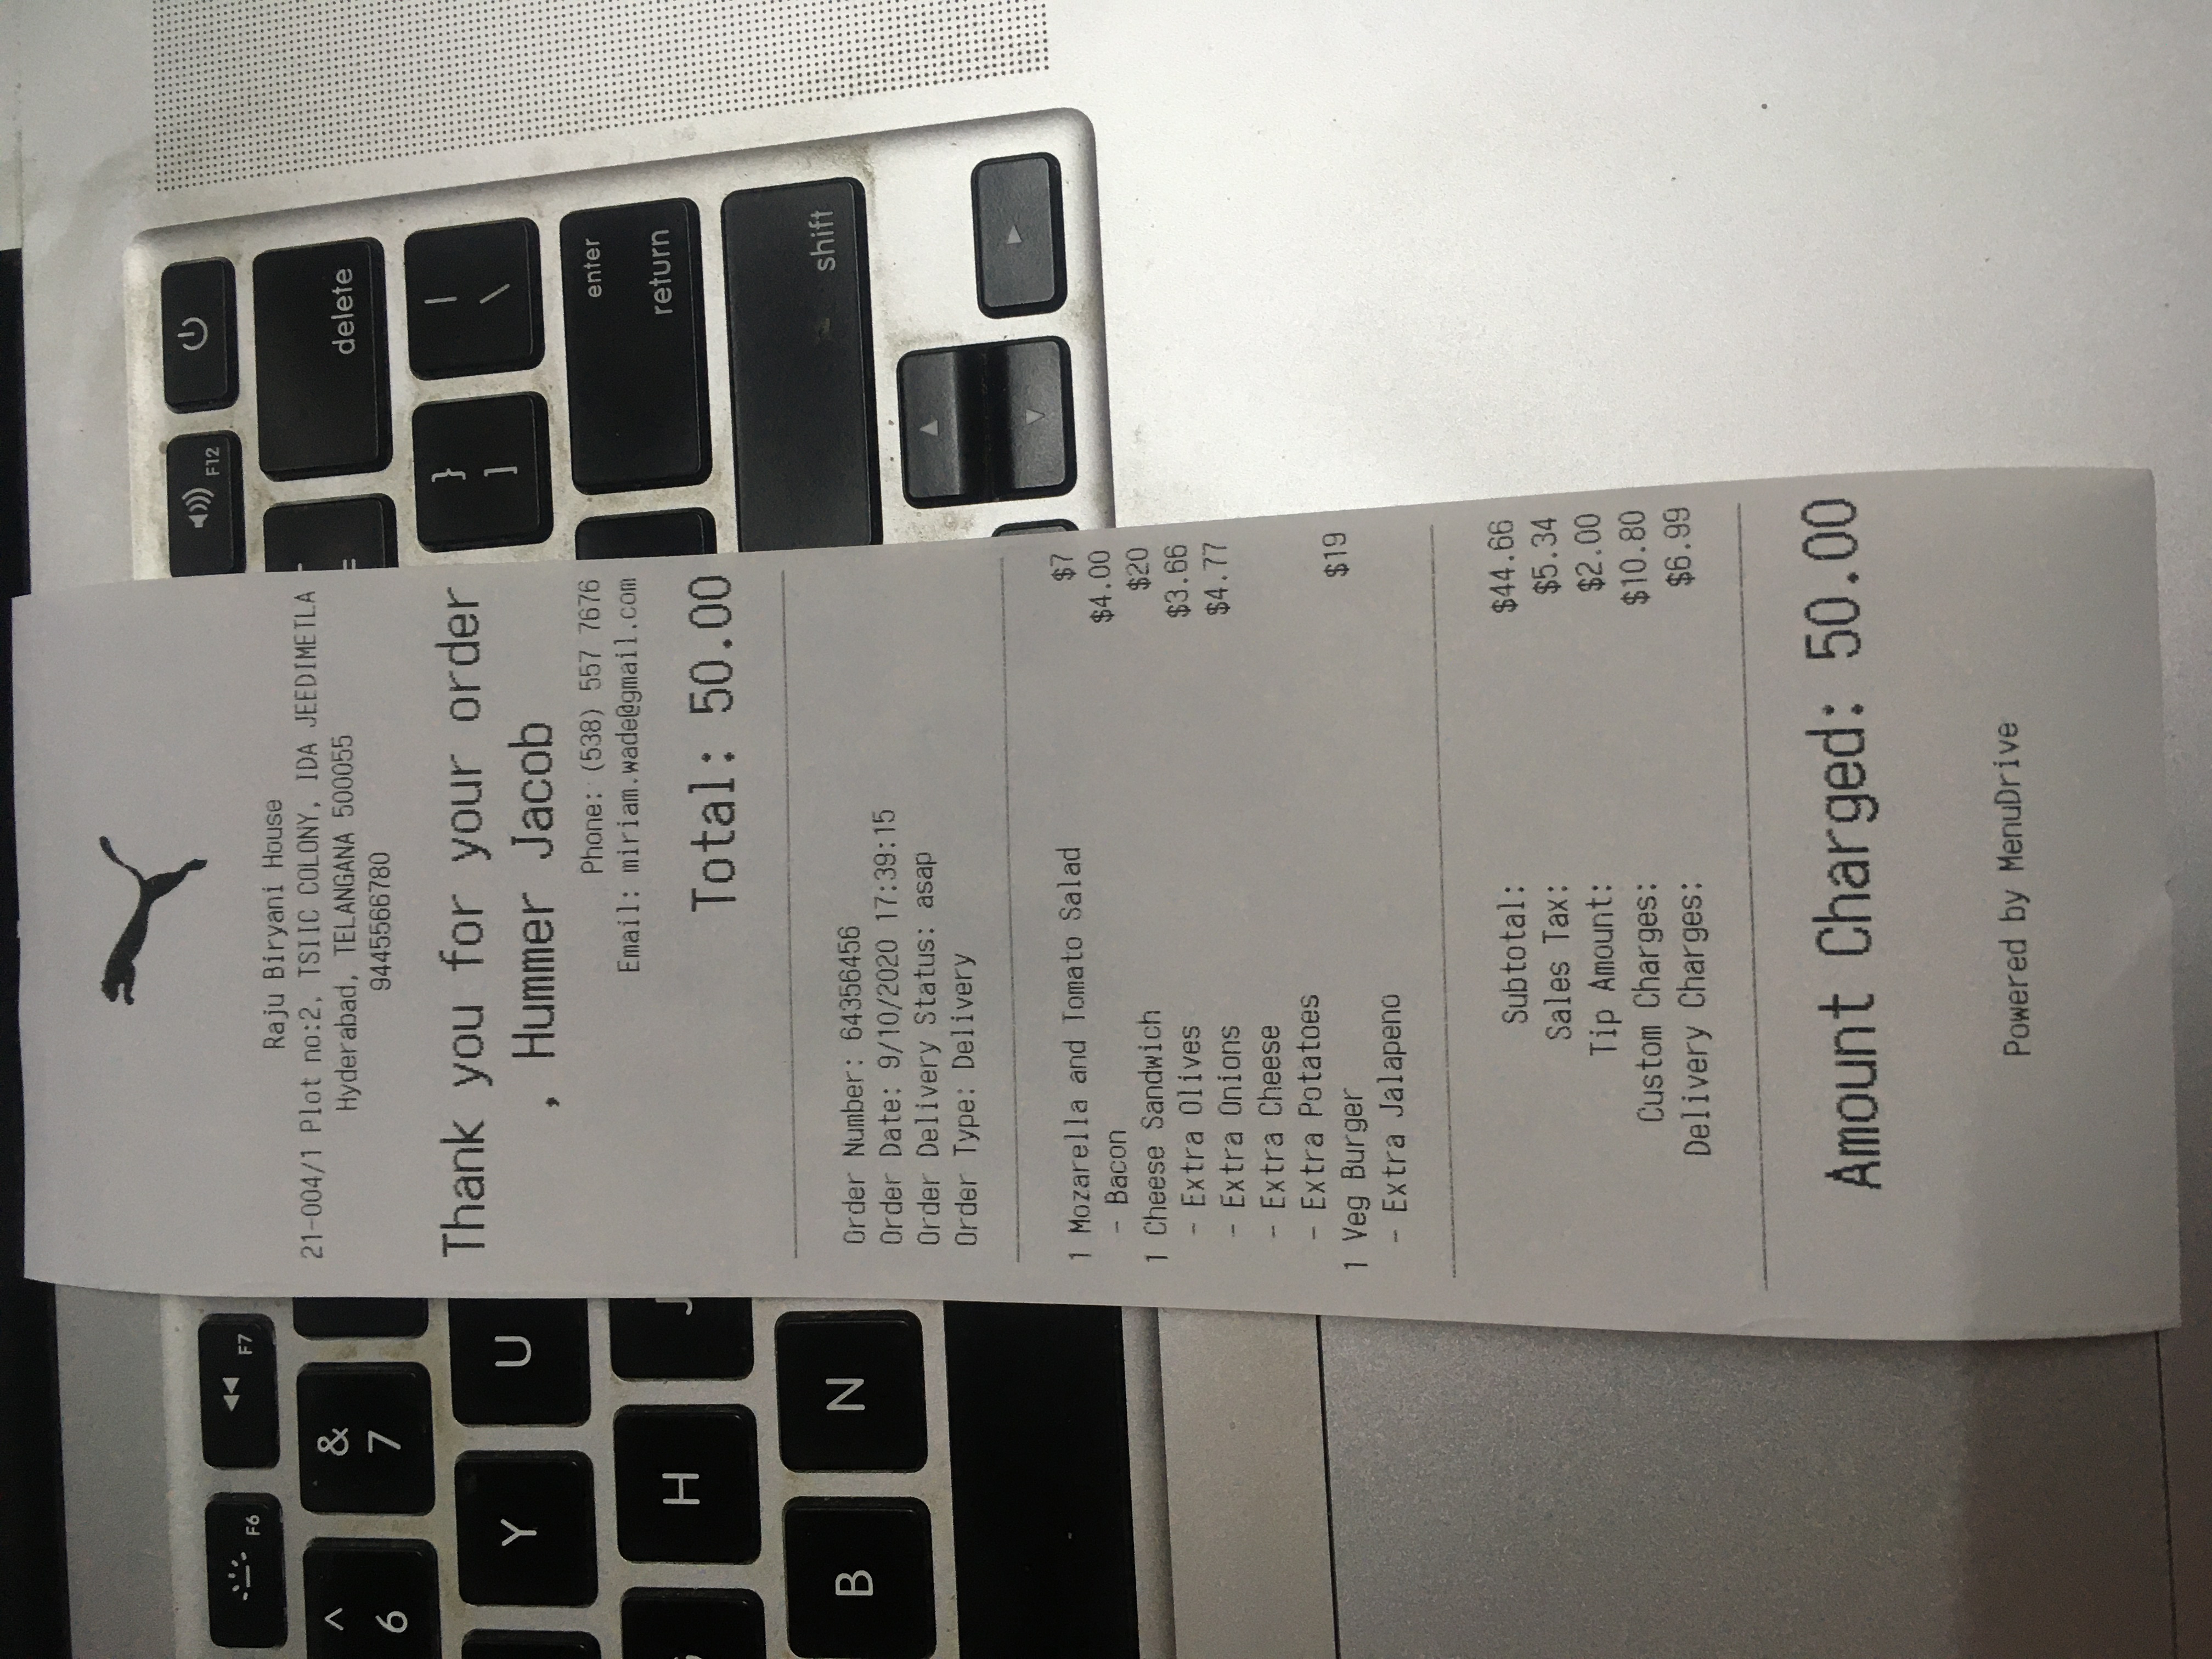 Raju Biryani House
21-004/1 Plot no:2, TSIIC COLONY, IDA JEEDIMETLA
Hyderabad, TELANGANA 500055
9445566780
Thank you for your order
, Hummer Jacob
Phone: (538) 557 7676
Email: miriam.wade@gmail.com
Total: 50.00
Order Number: 64356456
Order Date: 9/10/2020 17:39:15
Order Delivery Status: asap
Order Type: Delivery
1 Mozarella and Tomato Salad $7
- Bacon $4.00
1 Cheese Sandwich $20
- Extra Olives $3.66
- Extra Onions $4.77
- Extra Cheese
- Extra Potatoes
1 Veg Burger $19
- Extra Jalapeno
Subtotal: $44.66
Sales Tax: $5.34
Tip Amount: $2.00
Custom Charges: $10.80
Delivery Charges: $6.99
Amount Charged: 50.00
Powered by MenuDrive
F6
F7
F12
^
6
&
7
=
delete
Y
U
}
]
|
\
H
J
enter
return
B
N
shift